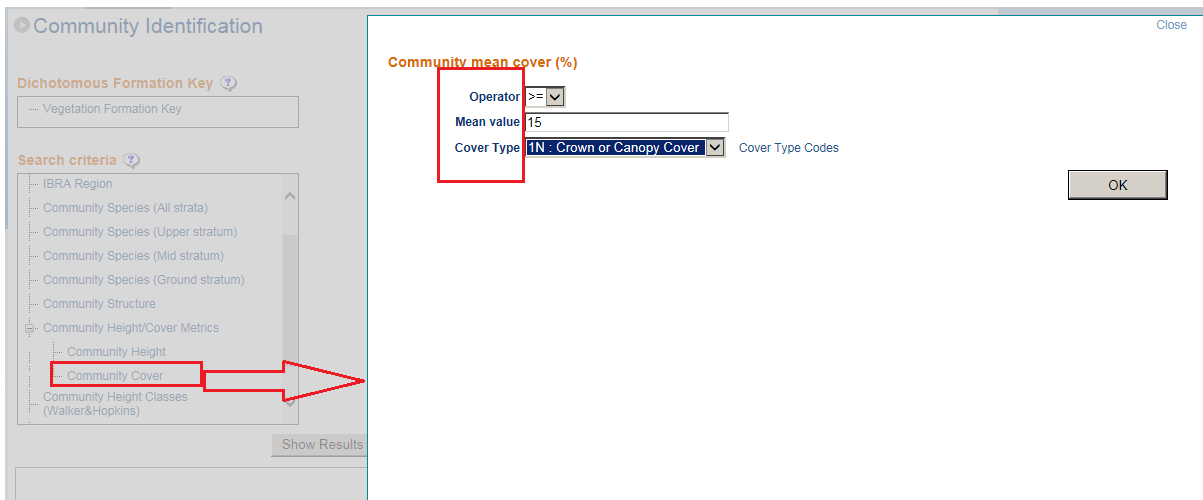 Community Identification
Dichotomous Formation Key ?
Vegetation Formation Key
Search criteria ?
IBRA Region
Community Species (All strata)
Community Species (Upper stratum)
Community Species (Mid stratum)
Community Species (Ground stratum)
Community Structure
Community Height/Cover Metrics
Community Height
Community Cover
Community Height Classes
(Walker&Hopkins)
Show Results
Close
Community mean cover (%)
Operator >=
Mean value 15
Cover Type 1N : Crown or Canopy Cover Cover Type Codes
OK